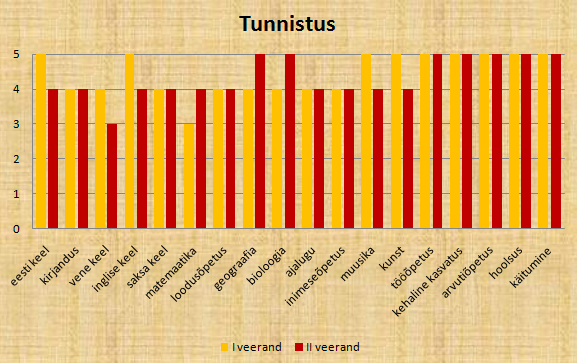 Tunnistus
5
4
3
2
1
0
eesti keel
kirjandus
vene keel
inglise keel
saksa keel
matemaatika
loodusõpetus
geograafia
bioloogia
ajalugu
inimeseõpetus
muusika
kunst
tööõpetus
kehaline kasvatus
arvutiõpetus
hoolsus
käitumine
I veerand II veerand